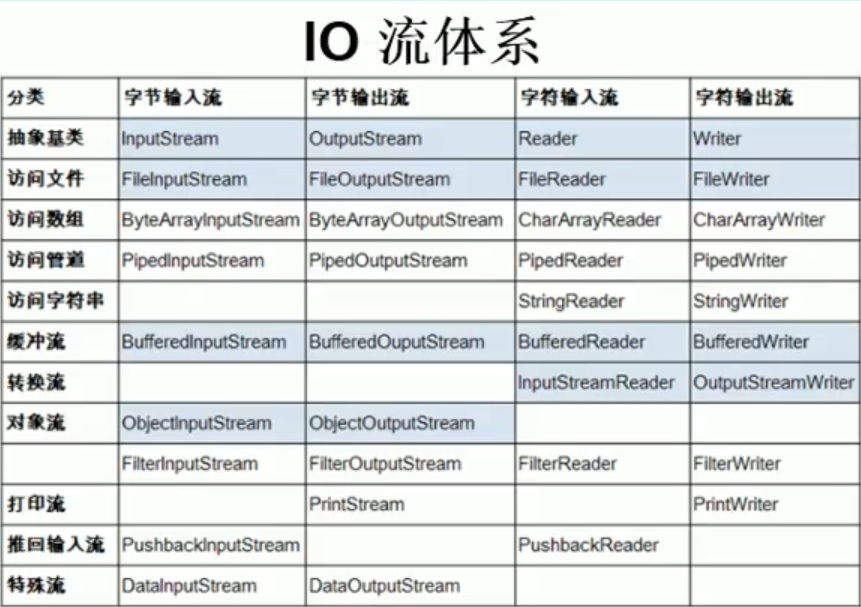 IO 流体系
分类 字节输入流 字节输出流 字符输入流 字符输出流
抽象基类 InputStream OutputStream Reader Writer
访问文件 FileInputStream FileOutputStream FileReader FileWriter
访问数组 ByteArrayInputStream ByteArrayOutputStream CharArrayReader CharArrayWriter
访问管道 PipedInputStream PipedOutputStream PipedReader PipedWriter
访问字符串 StringReader StringWriter
缓冲流 BufferedInputStream BufferedOuputStream BufferedReader BufferedWriter
转换流 InputStreamReader OutputStreamWriter
对象流 ObjectInputStream ObjectOutputStream
FilterInputStream FilterOutputStream FilterReader FilterWriter
打印流 PrintStream PrintWriter
推回输入流 PushbackInputStream PushbackReader
特殊流 DataInputStream DataOutputStream